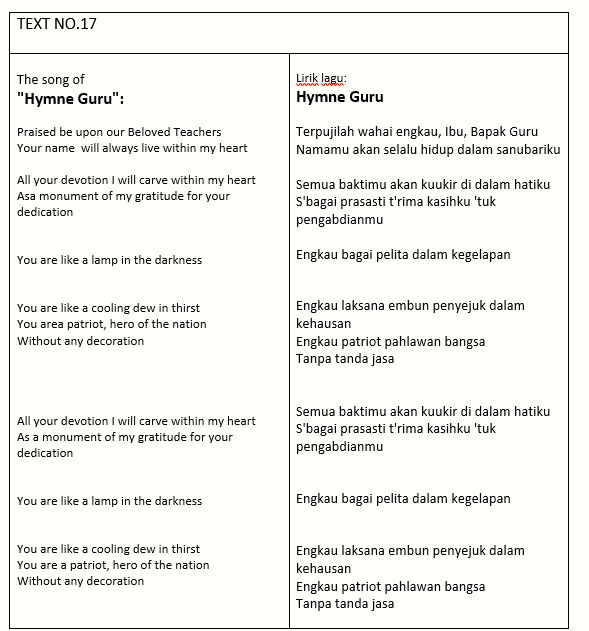 TEXT NO.17
The song of
"Hymne Guru":
Praised be upon our Beloved Teachers
Your name  will always live within my heart
All your devotion I will carve within my heart
Asa monument of my gratitude for your
dedication
You are like a lamp in the darkness
You are like a cooling dew in thirst
You area patriot, hero of the nation
Without any decoration
All your devotion I will carve within my heart
As a monument of my gratitude for your
dedication
You are like a lamp in the darkness
You are like a cooling dew in thirst
You are a patriot, hero of the nation
Without any decoration
Lirik lagu:
Hymne Guru
Terpujilah wahai engkau, Ibu, Bapak Guru
Namamu akan selalu hidup dalam sanubariku
Semua baktimu akan kuukir di dalam hatiku
S'bagai prasasti t'rima kasihku 'tuk
pengabdianmu
Engkau bagai pelita dalam kegelapan
Engkau laksana embun penyejuk dalam
kehausan
Engkau patriot pahlawan bangsa
Tanpa tanda jasa
Semua baktimu akan kuukir di dalam hatiku
S'bagai prasasti t'rima kasihku 'tuk
pengabdianmu
Engkau bagai pelita dalam kegelapan
Engkau laksana embun penyejuk dalam
kehausan
Engkau patriot pahlawan bangsa
Tanpa tanda jasa